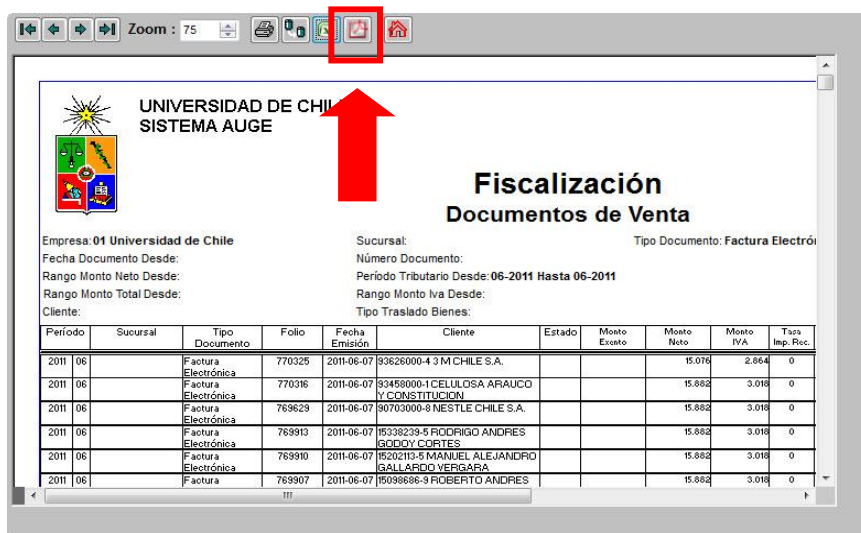 Zoom : 75
UNIVERSIDAD DE CHIL
SISTEMA AUGE
Fiscalización
Documentos de Venta
Empresa: 01 Universidad de Chile Sucursal: Tipo Documento: Factura Electró
Fecha Documento Desde: Número Documento:
Rango Monto Neto Desde: Período Tributario Desde: 06-2011 Hasta 06-2011
Rango Monto Total Desde: Rango Monto Iva Desde:
Cliente: Tipo Traslado Bienes:
Período Sucursal Tipo Documento Folio Fecha Emisión Cliente Estado Monto Exento Monto Neto Monto IVA Tasa Imp. Rec.
2011 06 Factura Electrónica 770325 2011-06-07 93626000-4 3 M CHILE S.A. 15.076 2.864 0
2011 06 Factura Electrónica 770316 2011-06-07 93458000-1 CELULOSA ARAUCO Y CONSTITUCION 15.882 3.018 0
2011 06 Factura Electrónica 769629 2011-06-07 90703000-8 NESTLE CHILE S.A. 15.882 3.018 0
2011 06 Factura Electrónica 769913 2011-06-07 15338239-5 RODRIGO ANDRES GODOY CORTES 15.882 3.018 0
2011 06 Factura Electrónica 769910 2011-06-07 15202113-5 MANUEL ALEJANDRO GALLARDO VERGARA 15.882 3.018 0
2011 06 Factura 769907 2011-06-07 15098686-9 ROBERTO ANDRES 15.882 3.018 0